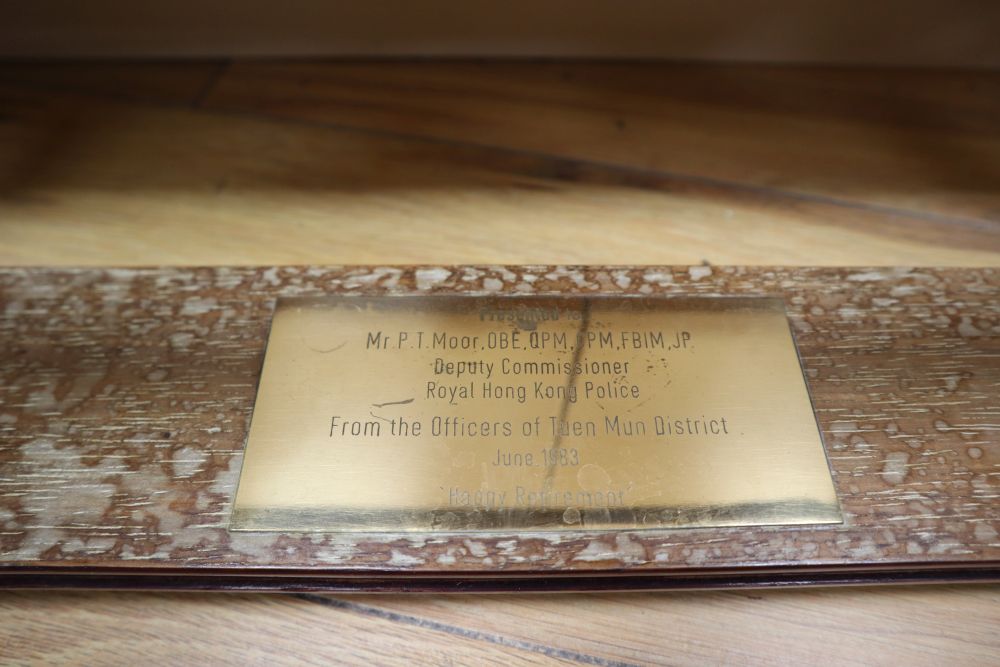 Presented to
Mr. P.T. Moor, OBE, QPM, CPM, FBIM, JP
Deputy Commissioner
Royal Hong Kong Police
From the Officers of Tuen Mun District
June 1983
'Happy Retirement'